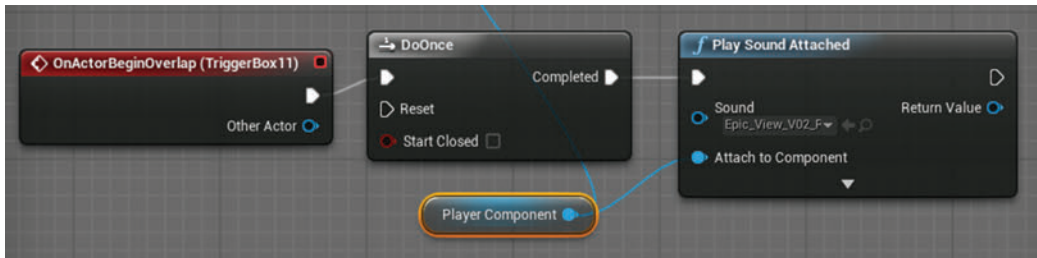 OnActorBeginOverlap (TriggerBox11)
Other Actor
DoOnce
Completed
Reset
Start Closed
Player Component
f Play Sound Attached
Sound
Return Value
Epic_View_V02_F
Attach to Component